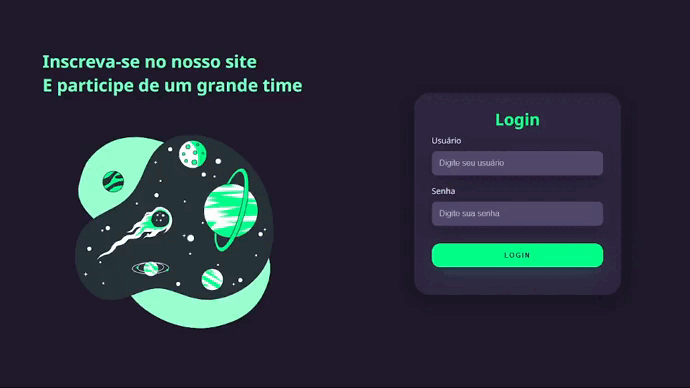 Inscreva-se no nosso site
E participe de um grande time
Login
Usuário
Digite seu usuário
Senha
Digite sua senha
LOGIN